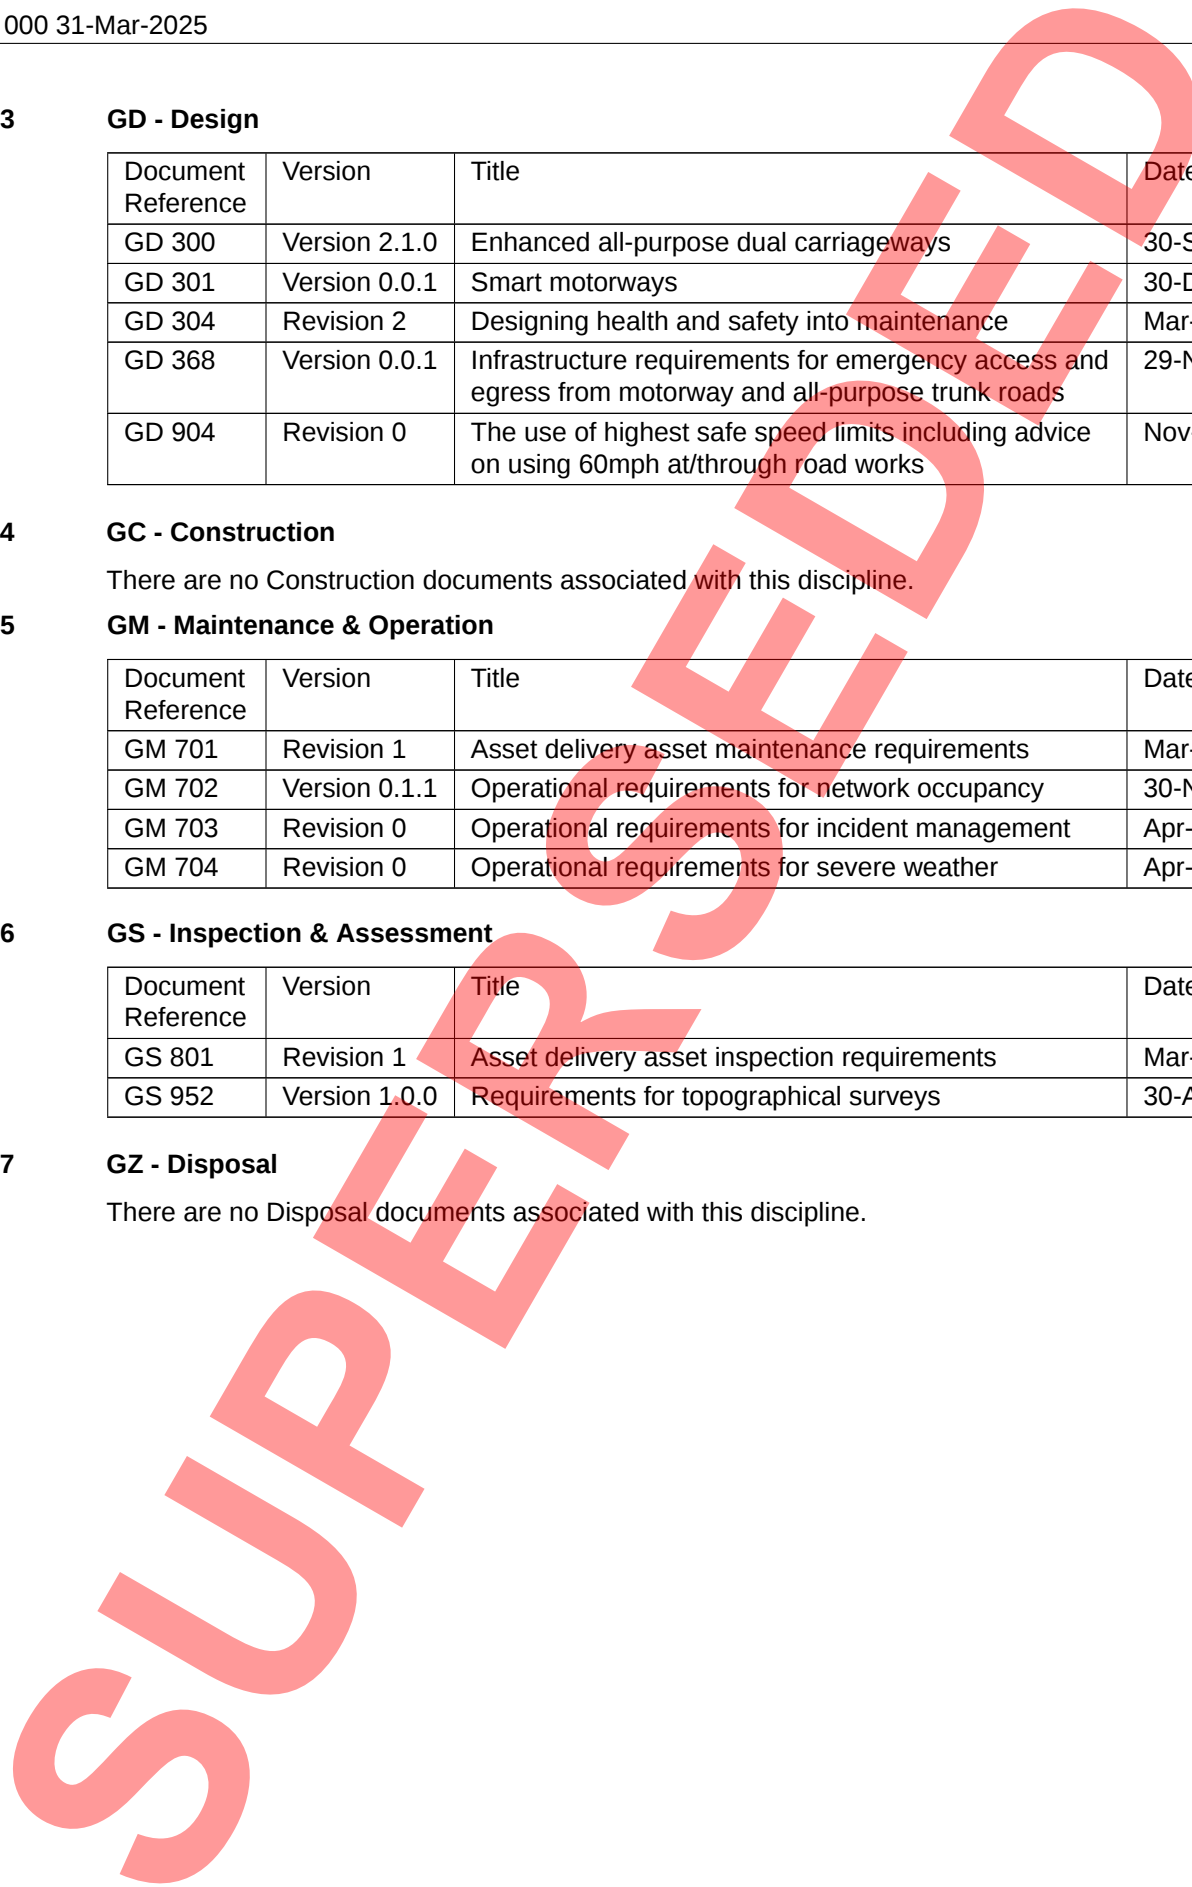 000 31-Mar-2025
3 GD - Design
Document Version Title Date
Reference
GD 300 Version 2.1.0 Enhanced all-purpose dual carriageways 30-S
GD 301 Version 0.0.1 Smart motorways 30-D
GD 304 Revision 2 Designing health and safety into maintenance Mar-
GD 368 Version 0.0.1 Infrastructure requirements for emergency access and 29-N
egress from motorway and all-purpose trunk roads
GD 904 Revision 0 The use of highest safe speed limits including advice Nov-
on using 60mph at/through road works
4 GC - Construction
There are no Construction documents associated with this discipline.
5 GM - Maintenance & Operation
Document Version Title Date
Reference
GM 701 Revision 1 Asset delivery asset maintenance requirements Mar-
GM 702 Version 0.1.1 Operational requirements for network occupancy 30-N
GM 703 Revision 0 Operational requirements for incident management Apr-
GM 704 Revision 0 Operational requirements for severe weather Apr-
6 GS - Inspection & Assessment
Document Version Title Date
Reference
GS 801 Revision 1 Asset delivery asset inspection requirements Mar-
GS 952 Version 1.0.0 Requirements for topographical surveys 30-A
7 GZ - Disposal
There are no Disposal documents associated with this discipline.
SUPERSEDED